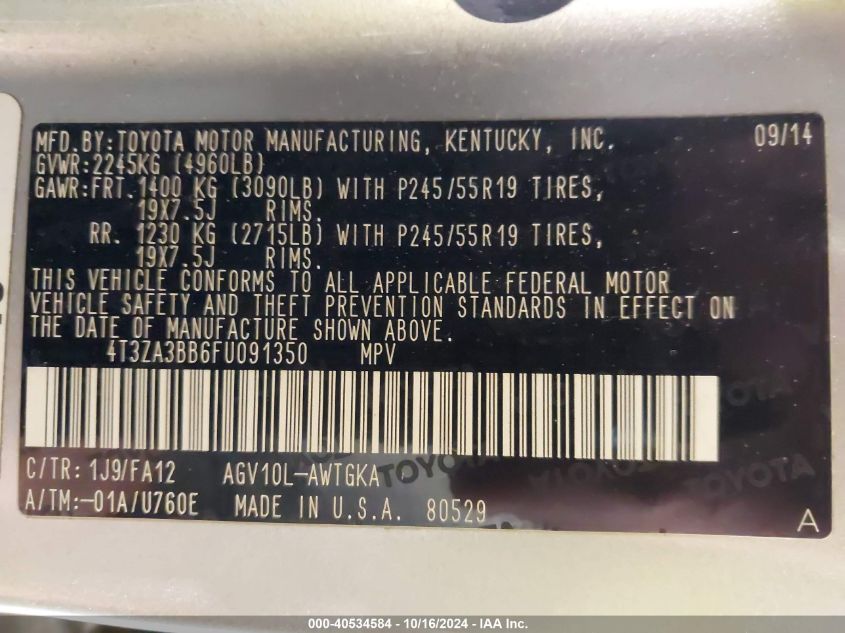 MFD.BY:TOYOTA MOTOR MANUFACTURING, KENTUCKY, INC. 09/14
GVWR:2245KG (4960LB)
GAWR:FRT.1400 KG (3090LB) WITH P245/55R19 TIRES,
19X7.5J RIMS.
RR. 1230 KG (2715LB) WITH P245/55R19 TIRES,
19X7.5J RIMS.
THIS VEHICLE CONFORMS TO ALL APPLICABLE FEDERAL MOTOR
VEHICLE SAFETY AND THEFT PREVENTION STANDARDS IN EFFECT ON
THE DATE OF MANUFACTURE SHOWN ABOVE.
4T3ZA3BB6FU091350 MPV
C/TR: 1J9/FA12 AGV10L-AWTGKA
A/TM:-01A/U760E MADE IN U.S.A. 80529
A
TOYOTA
TOYOTA
000-40534584 - 10/16/2024 - IAA Inc.